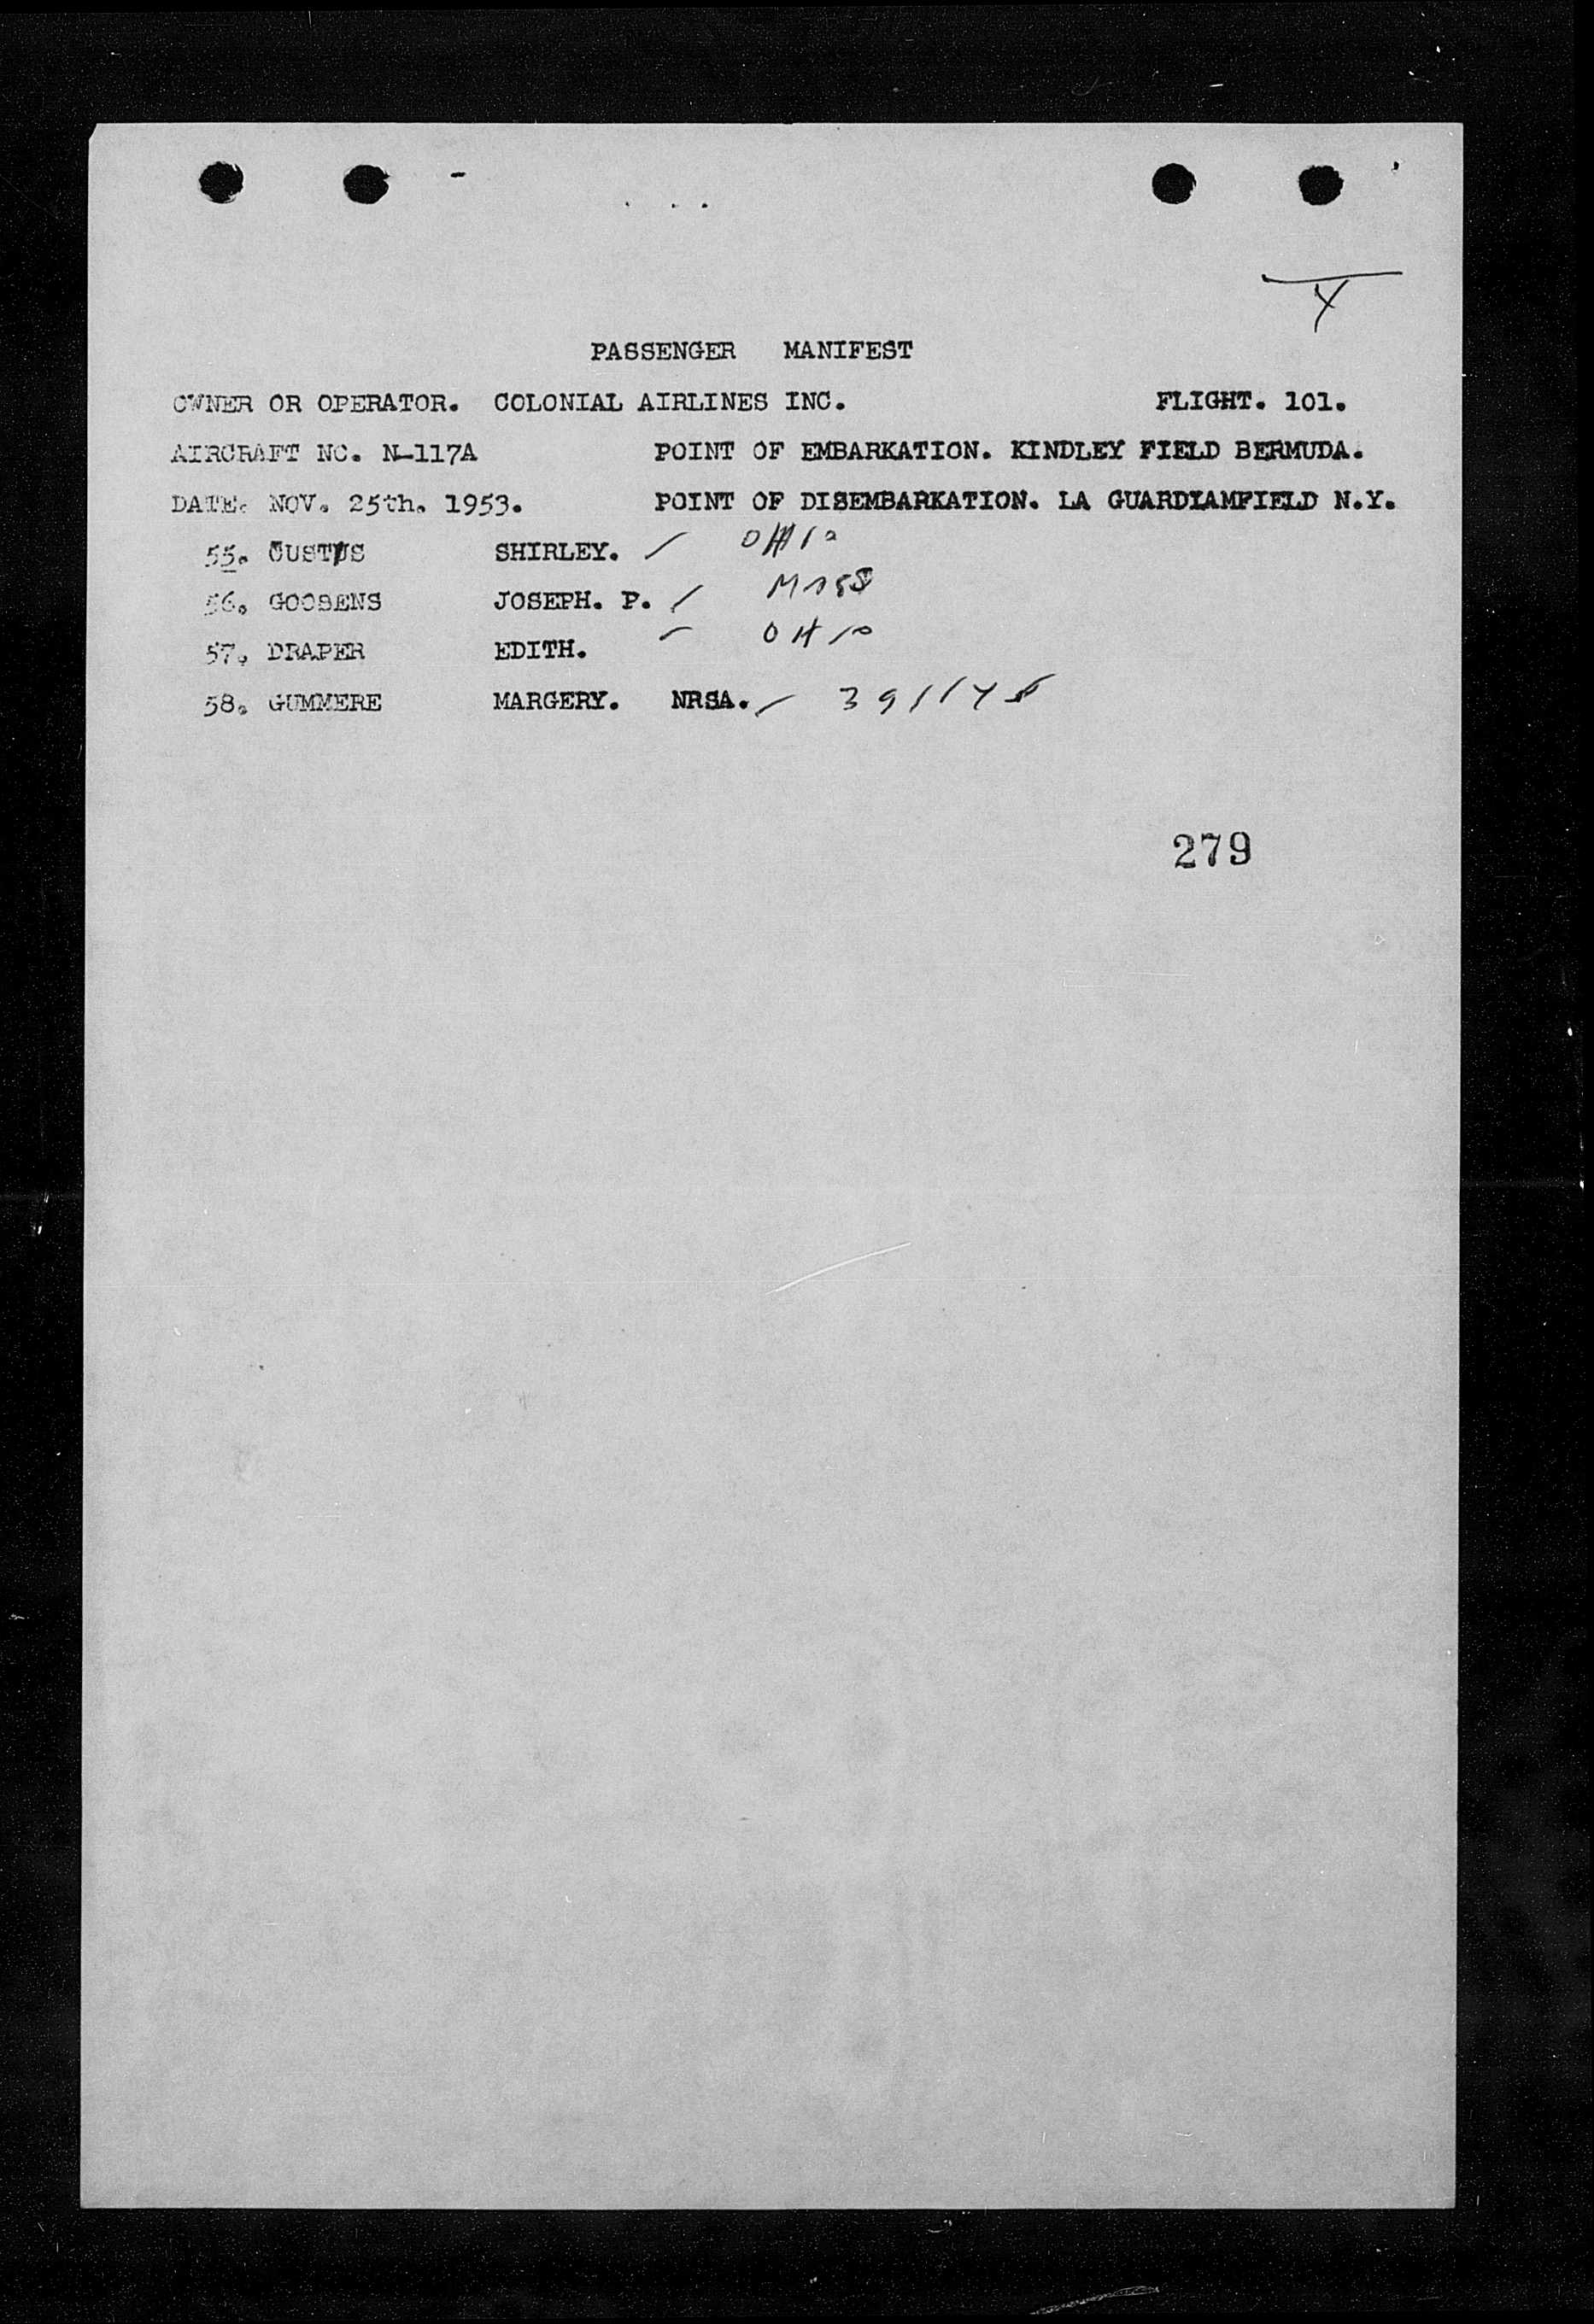 PASSENGER MANIFEST
OWNER OR OPERATOR. COLONIAL AIRLINES INC. FLIGHT. 101.
AIRCRAFT NO. N-117A POINT OF EMBARKATION. KINDLEY FIELD BERMUDA.
DATE. NOV. 25th. 1953. POINT OF DISEMBARKATION. LA GUARDIAMFIELD N.Y.
55. SHIRLEY. OHIO
56. GOOSENS JOSEPH. P. MASS
57. DRAPER EDITH. OHIO
58. GUMMERE MARGERY. NRSA.
279